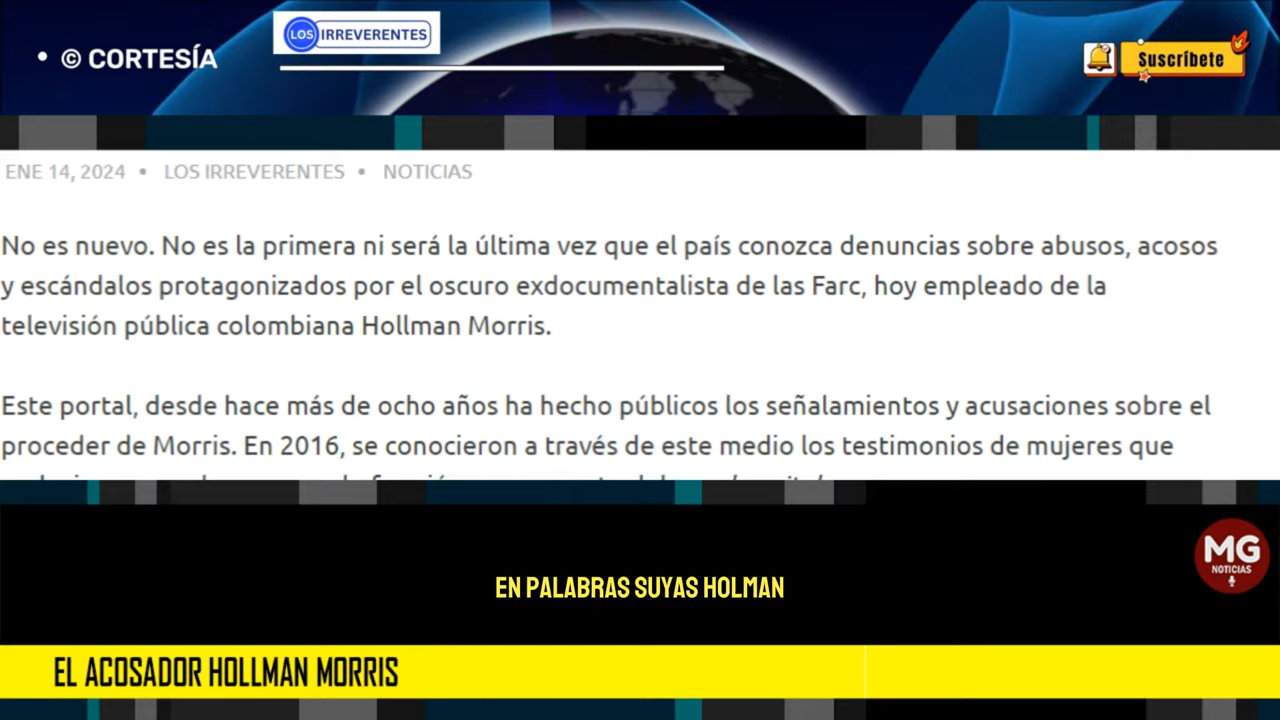 • © CORTESÍA
LOS IRREVERENTES
Suscríbete
ENE 14, 2024 • LOS IRREVERENTES • NOTICIAS
No es nuevo. No es la primera ni será la última vez que el país conozca denuncias sobre abusos, acosos
y escándalos protagonizados por el oscuro exdocumentalista de las Farc, hoy empleado de la
televisión pública colombiana Hollman Morris.
Este portal, desde hace más de ocho años ha hecho públicos los señalamientos y acusaciones sobre el
proceder de Morris. En 2016, se conocieron a través de este medio los testimonios de mujeres que
MG
NOTICIAS
EN PALABRAS SUYAS HOLMAN
EL ACOSADOR HOLLMAN MORRIS